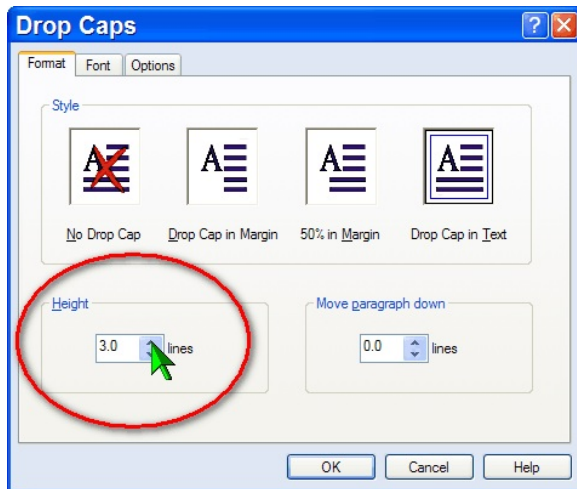 Drop Caps
Format Font Options
Style
A A A A
No Drop Cap Drop Cap in Margin 50% in Margin Drop Cap in Text
Height Move paragraph down
3.0 lines 0.0 lines
OK Cancel Help